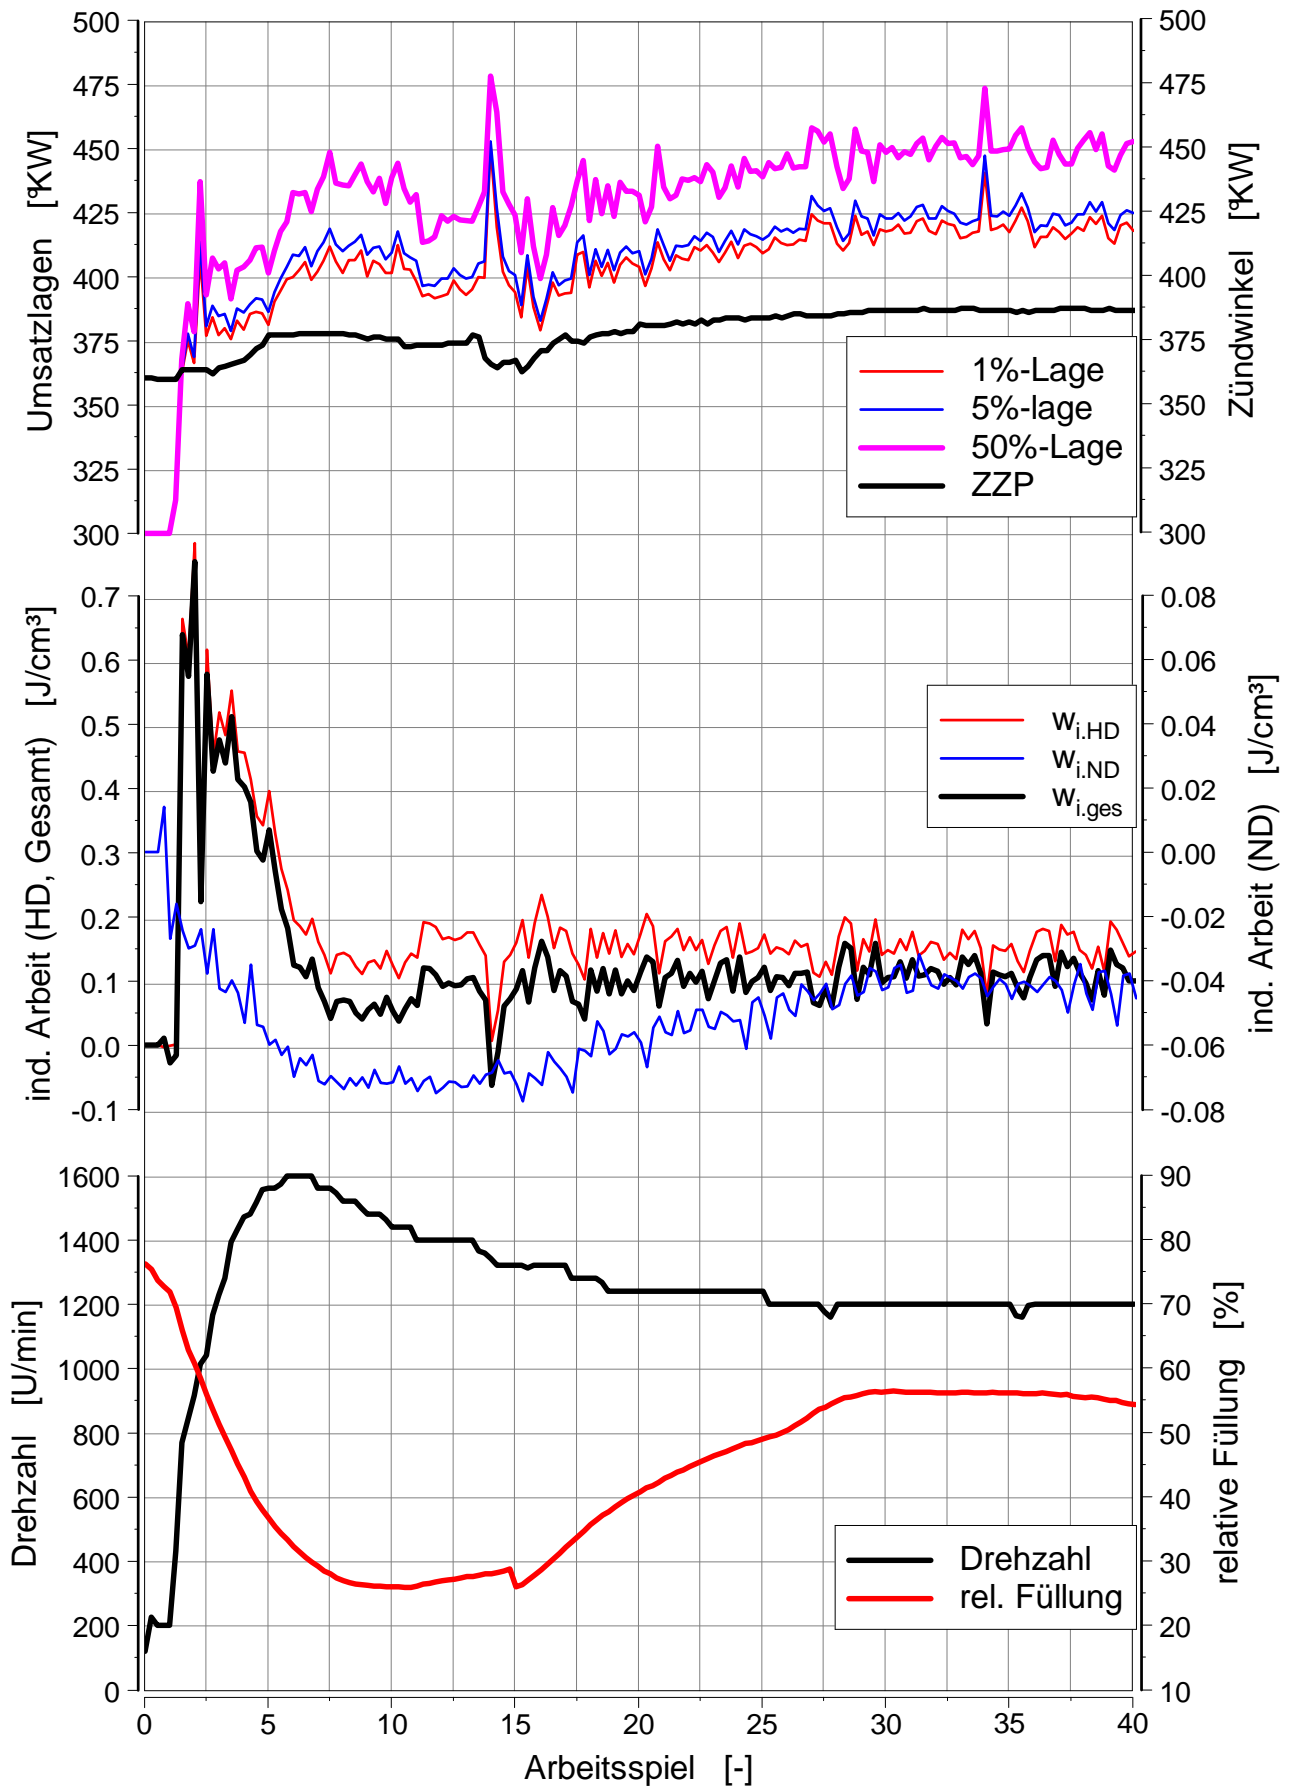 500 500
475 475
450 450
425 425
400 400
375 375
350 350
325 325
300 300
Umsatzlagen [°KW]
Zündwinkel [°KW]
1%-Lage
5%-lage
50%-Lage
ZZP
0.7 0.08
0.6 0.06
0.5 0.04
0.4 0.02
0.3 0.00
0.2 -0.02
0.1 -0.04
0.0 -0.06
-0.1 -0.08
ind. Arbeit (HD, Gesamt) [J/cm³]
ind. Arbeit (ND) [J/cm³]
wi.HD
wi.ND
wi.ges
1600 90
1400 80
1200 70
1000 60
800 50
600 40
400 30
200 20
0 10
Drehzahl [U/min]
relative Füllung [%]
Drehzahl
rel. Füllung
0 5 10 15 20 25 30 35 40
Arbeitsspiel [-]